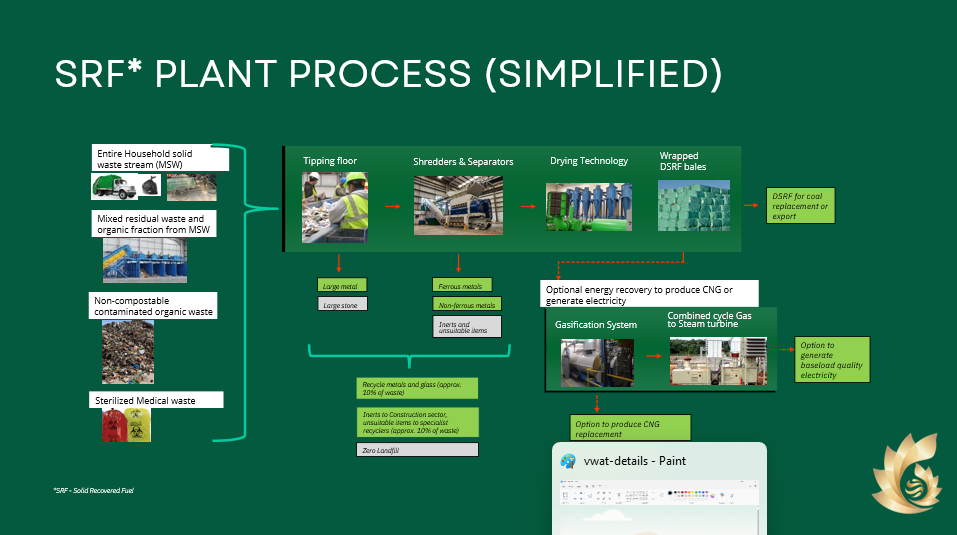 SRF* PLANT PROCESS (SIMPLIFIED)
Entire Household solid
waste stream (MSW)
Mixed residual waste and
organic fraction from MSW
Non-compostable
contaminated organic waste
Sterilized Medical waste
Tipping floor
Shredders & Separators
Drying Technology
Wrapped
DSRF bales
DSRF for coal
replacement or
export
Large metal
Large stone
Ferrous metals
Non-ferrous metals
Inerts and
unsuitable items
Recycle metals and glass (approx.
10% of waste)
Inerts to Construction sector,
unsuitable items to specialist
recyclers (approx. 10% of waste)
Zero Landfill
Optional energy recovery to produce CNG or
generate electricity
Gasification System
Combined cycle Gas
to Steam turbine
Option to
generate
baseload quality
electricity
Option to produce CNG
replacement
vwat-details - Paint
*SRF - Solid Recovered Fuel